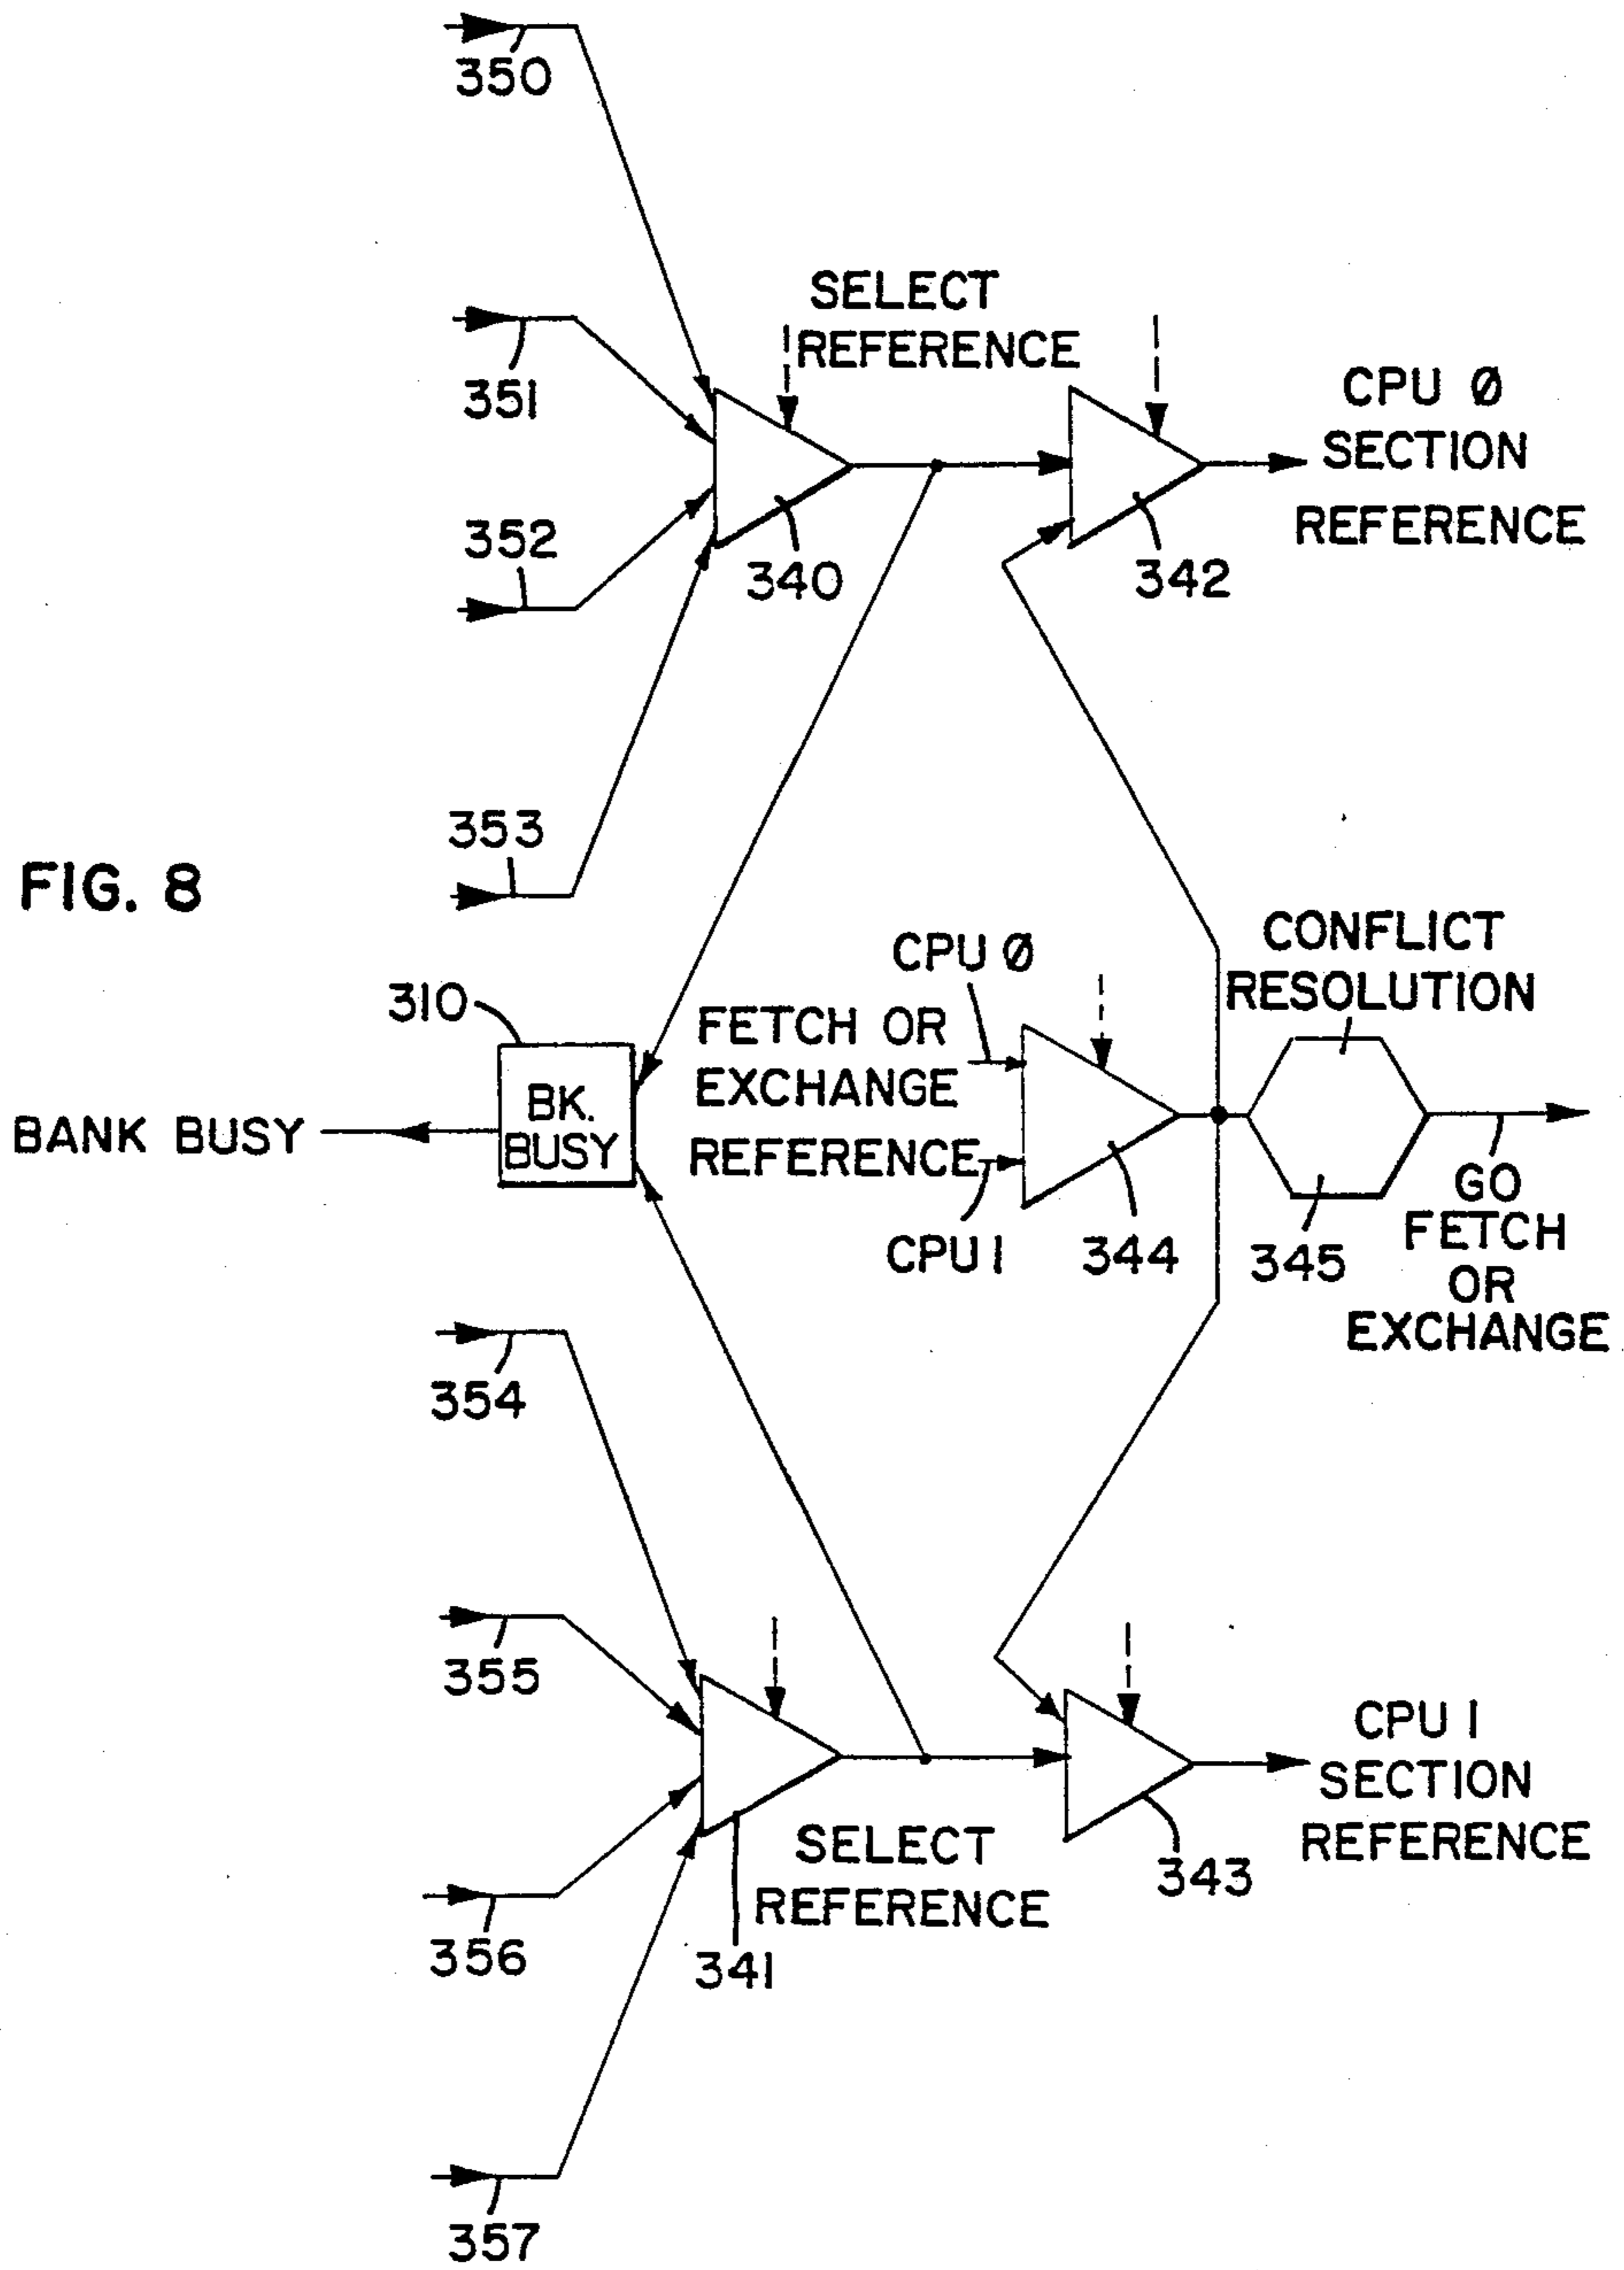 350
SELECT
REFERENCE
351
CPU Ø
SECTION
REFERENCE
352
340
342
353
FIG. 8
CONFLICT
RESOLUTION
CPU Ø
310
FETCH OR
EXCHANGE
REFERENCE
BK.
BUSY
BANK BUSY
CPU 1
344
345
GO
FETCH
OR
EXCHANGE
354
355
CPU 1
SECTION
REFERENCE
SELECT
REFERENCE
343
356
341
357